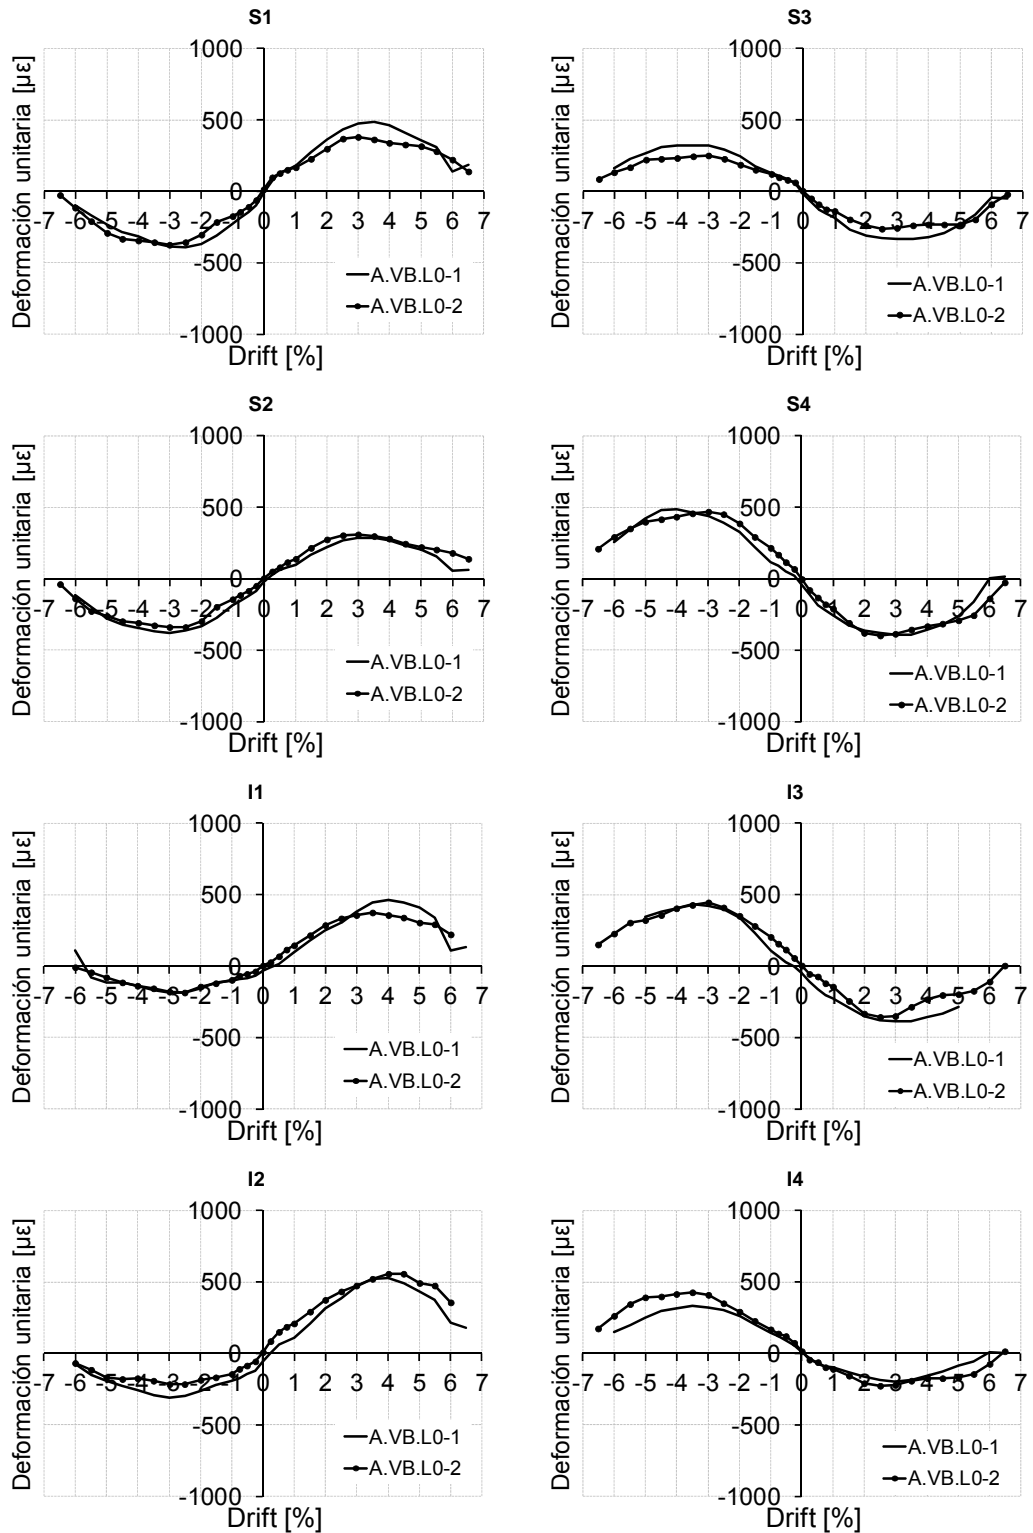 S1
Deformación unitaria [µε]
1000
500
0
-500
-1000
-7 -6 -5 -4 -3 -2 -1 0 1 2 3 4 5 6 7
A.VB.L0-1
A.VB.L0-2
Drift [%]
S3
Deformación unitaria [µε]
1000
500
0
-500
-1000
-7 -6 -5 -4 -3 -2 -1 0 1 2 3 4 5 6 7
A.VB.L0-1
A.VB.L0-2
Drift [%]
S2
Deformación unitaria [µε]
1000
500
0
-500
-1000
-7 -6 -5 -4 -3 -2 -1 0 1 2 3 4 5 6 7
A.VB.L0-1
A.VB.L0-2
Drift [%]
S4
Deformación unitaria [µε]
1000
500
0
-500
-1000
-7 -6 -5 -4 -3 -2 -1 0 1 2 3 4 5 6 7
A.VB.L0-1
A.VB.L0-2
Drift [%]
I1
Deformación unitaria [µε]
1000
500
0
-500
-1000
-7 -6 -5 -4 -3 -2 -1 0 1 2 3 4 5 6 7
A.VB.L0-1
A.VB.L0-2
Drift [%]
I3
Deformación unitaria [µε]
1000
500
0
-500
-1000
-7 -6 -5 -4 -3 -2 -1 0 1 2 3 4 5 6 7
A.VB.L0-1
A.VB.L0-2
Drift [%]
I2
Deformación unitaria [µε]
1000
500
0
-500
-1000
-7 -6 -5 -4 -3 -2 -1 0 1 2 3 4 5 6 7
A.VB.L0-1
A.VB.L0-2
Drift [%]
I4
Deformación unitaria [µε]
1000
500
0
-500
-1000
-7 -6 -5 -4 -3 -2 -1 0 1 2 3 4 5 6 7
A.VB.L0-1
A.VB.L0-2
Drift [%]